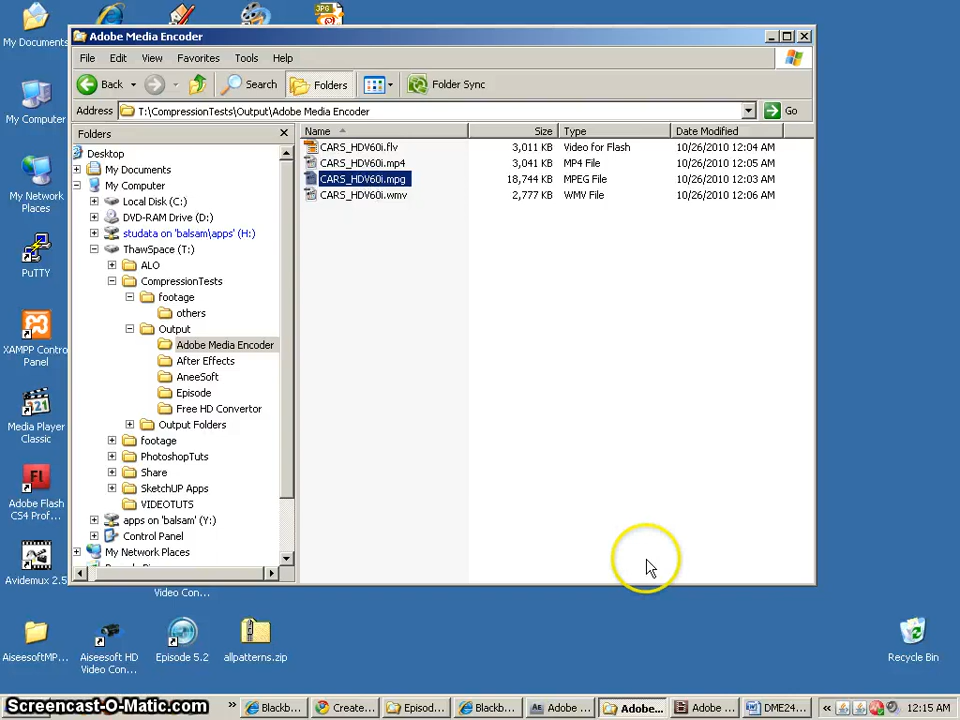 My Documents
My Computer
My Network
Places
PuTTY
XAMPP Control
Panel
Media Player
Classic
Adobe Flash
CS4 Prof...
Avidemux 2.5
JPG
Adobe Media Encoder
File Edit View Favorites Tools Help
Back Search Folders Folder Sync
Address T:\CompressionTests\Output\Adobe Media Encoder Go
Folders
Desktop
My Documents
My Computer
Local Disk (C:)
DVD-RAM Drive (D:)
studata on 'balsam\apps' (H:)
ThawSpace (T:)
ALO
CompressionTests
footage
others
Output
Adobe Media Encoder
After Effects
AneeSoft
Episode
Free HD Convertor
Output Folders
footage
PhotoshopTuts
Share
SketchUP Apps
VIDEOTUTS
apps on 'balsam' (Y:)
Control Panel
My Network Places
Name Size Type Date Modified
CARS_HDV60i.flv 3,011 KB Video for Flash 10/26/2010 12:04 AM
CARS_HDV60i.mp4 3,041 KB MP4 File 10/26/2010 12:05 AM
CARS_HDV60i.mpg 18,744 KB MPEG File 10/26/2010 12:03 AM
CARS_HDV60i.wmv 2,777 KB WMV File 10/26/2010 12:06 AM
Video Con...
AiseesoftMP...
Aiseesoft HD
Video Con...
Episode 5.2
allpatterns.zip
Recycle Bin
Screencast-O-Matic.com » Blackb... Create... Episod... Blackb... Adobe ... Adobe... Adobe ... DME24... « 12:15 AM